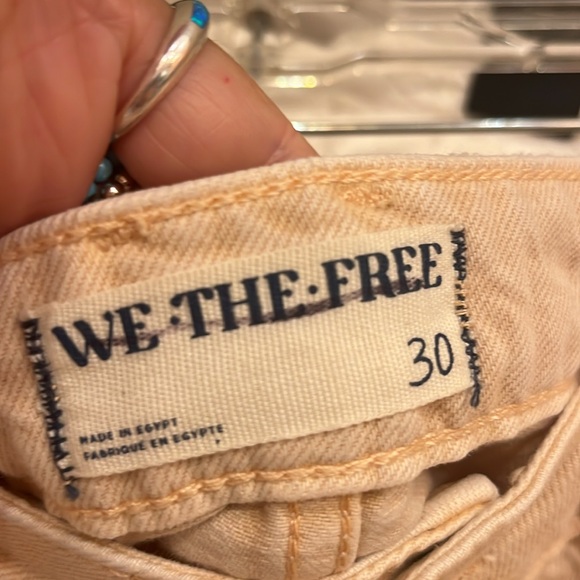 WE·THE·FREE
30
MADE IN EGYPT
FABRIQUE EN EGYPTE